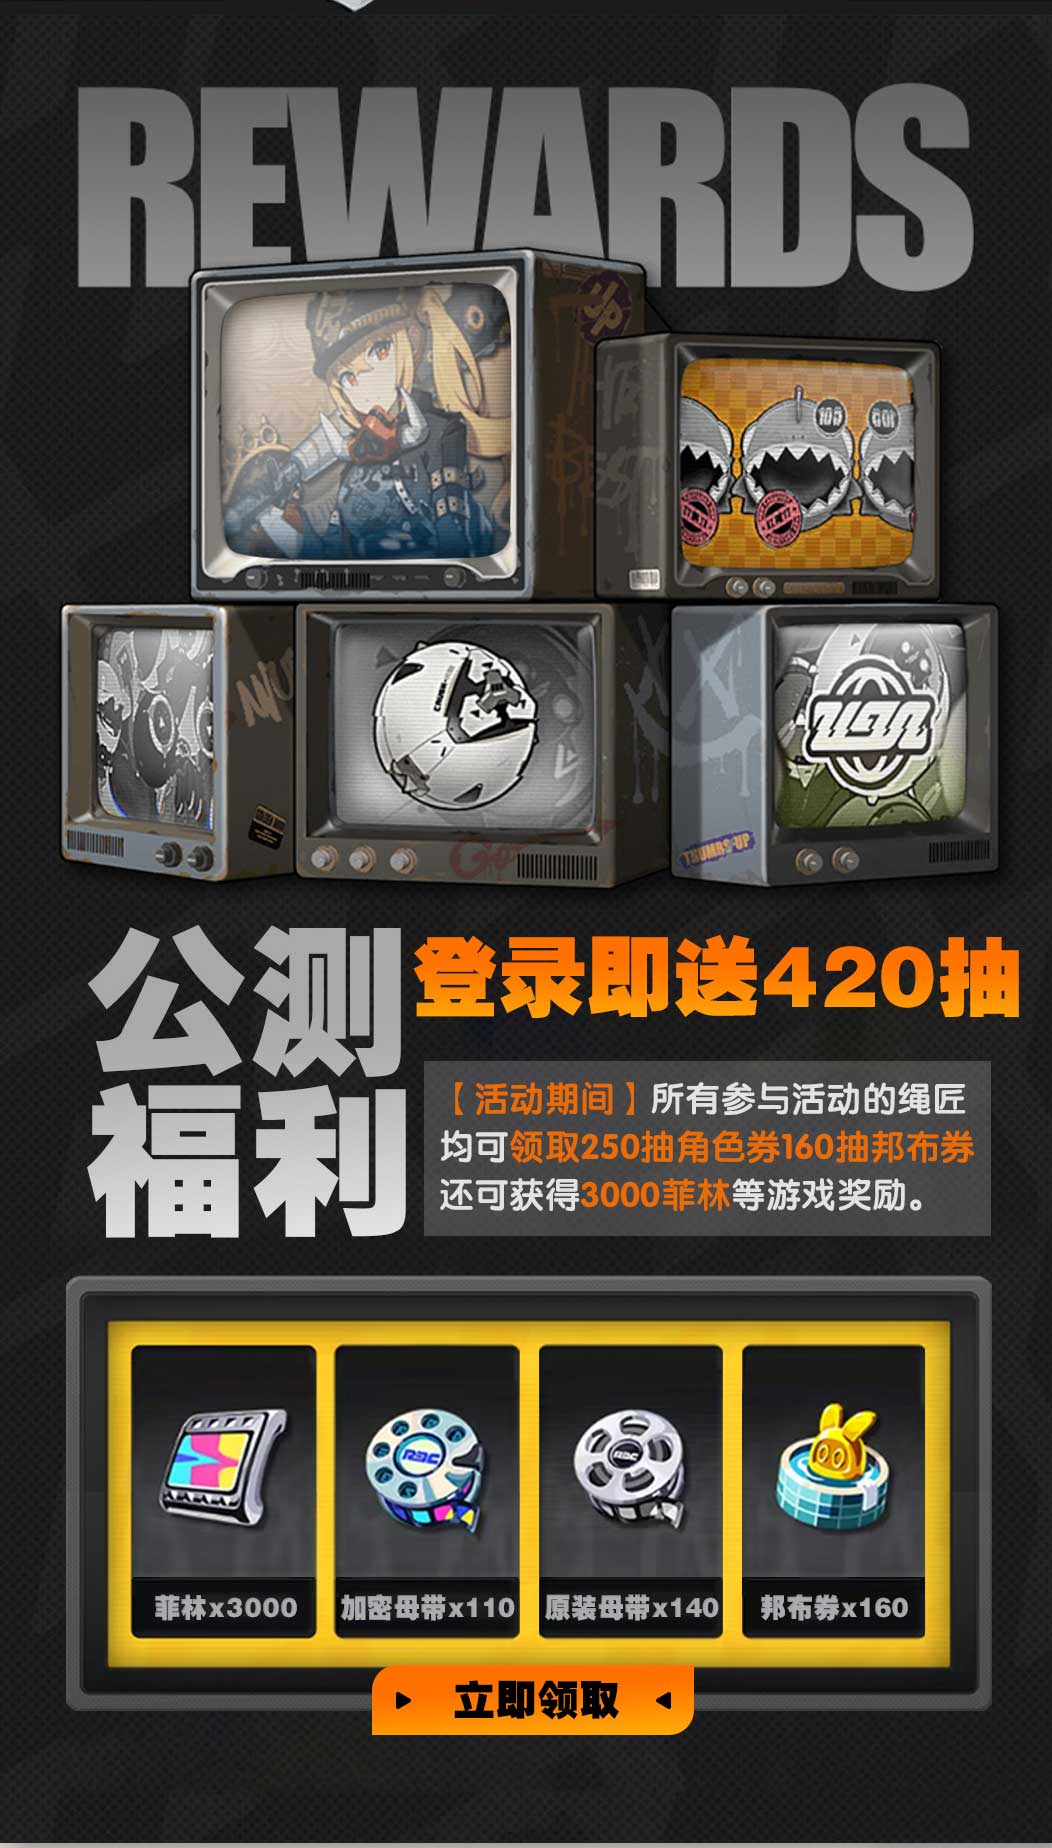 REWARDS
UP
BEST
THUMBS-UP
公测
福利
登录即送420抽
【活动期间】所有参与活动的绳匠
均可领取250抽角色券160抽邦布券
还可获得3000菲林等游戏奖励。
菲林x3000
加密母带x110
原装母带x140
邦布券x160
立即领取